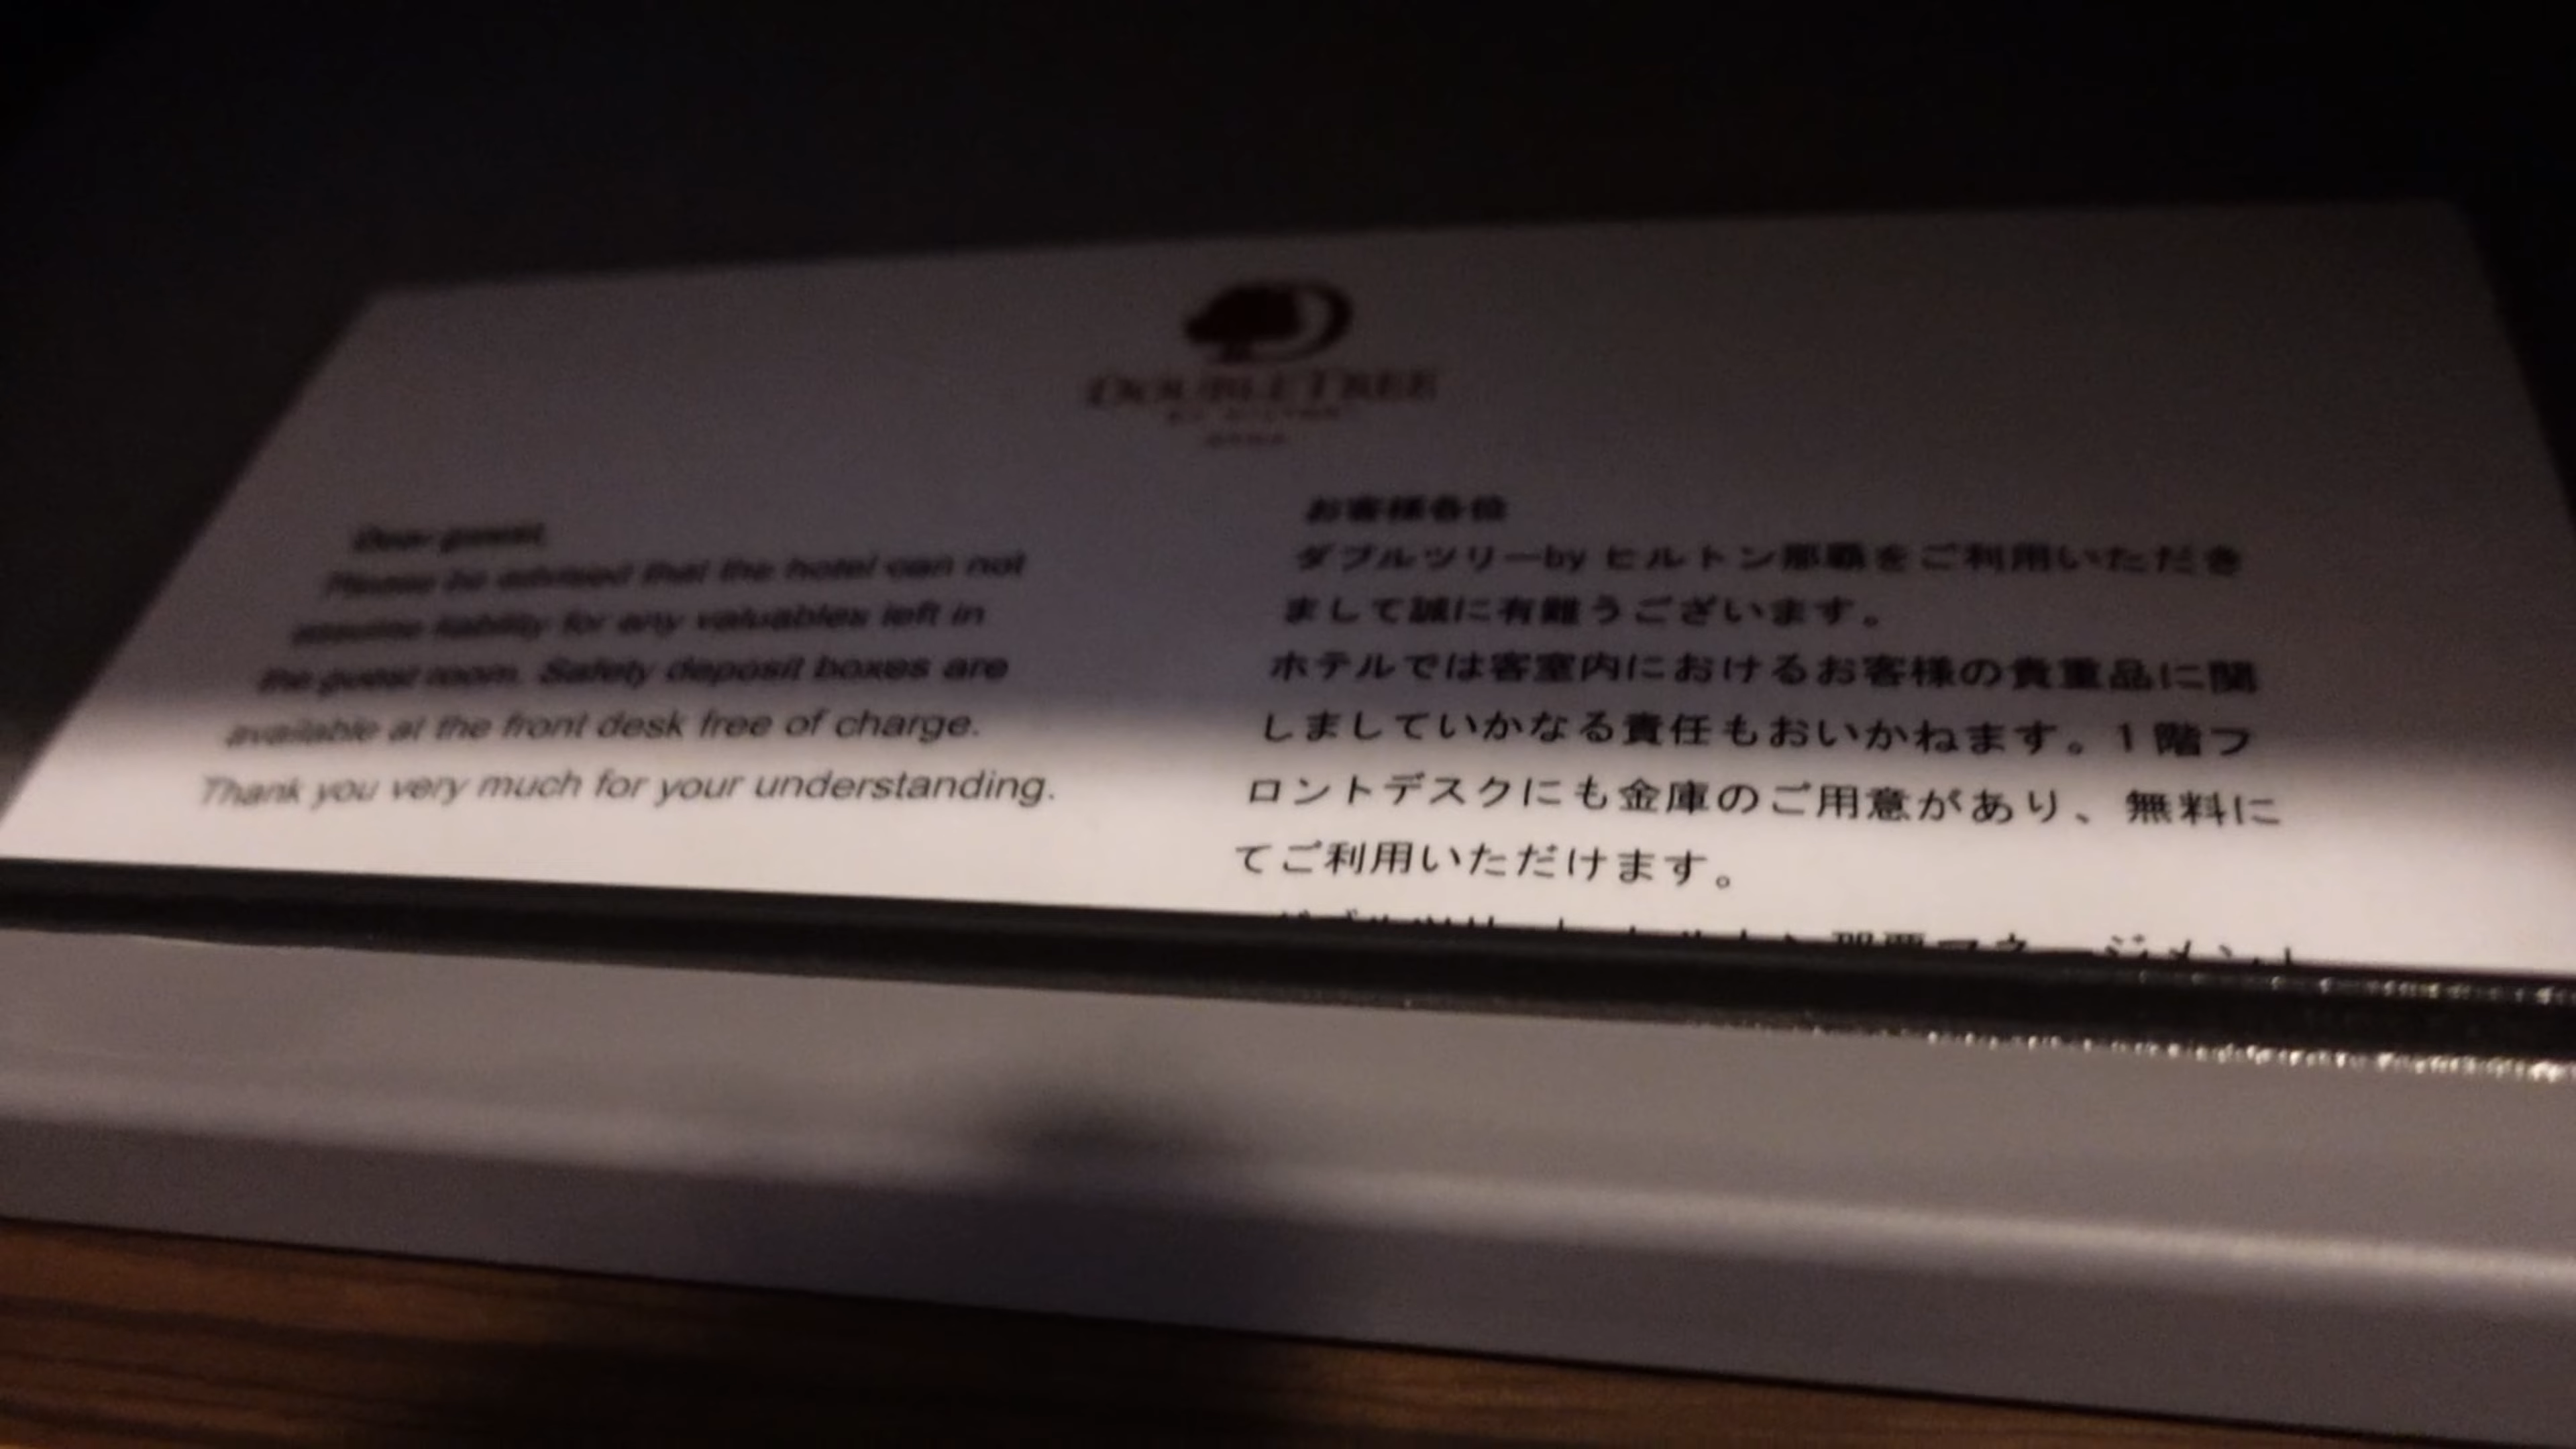 DOUBLETREE
BY HILTON
Dear guest,
Please be advised that the hotel can not
assume liability for any valuables left in
the guest room. Safety deposit boxes are
available at the front desk free of charge.
Thank you very much for your understanding.
お客様各位
ダブルツリーby ヒルトン那覇をご利用いただき
まして誠に有難うございます。
ホテルでは客室内におけるお客様の貴重品に関
しましていかなる責任もおいかねます。1階フ
ロントデスクにも金庫のご用意があり、無料に
てご利用いただけます。